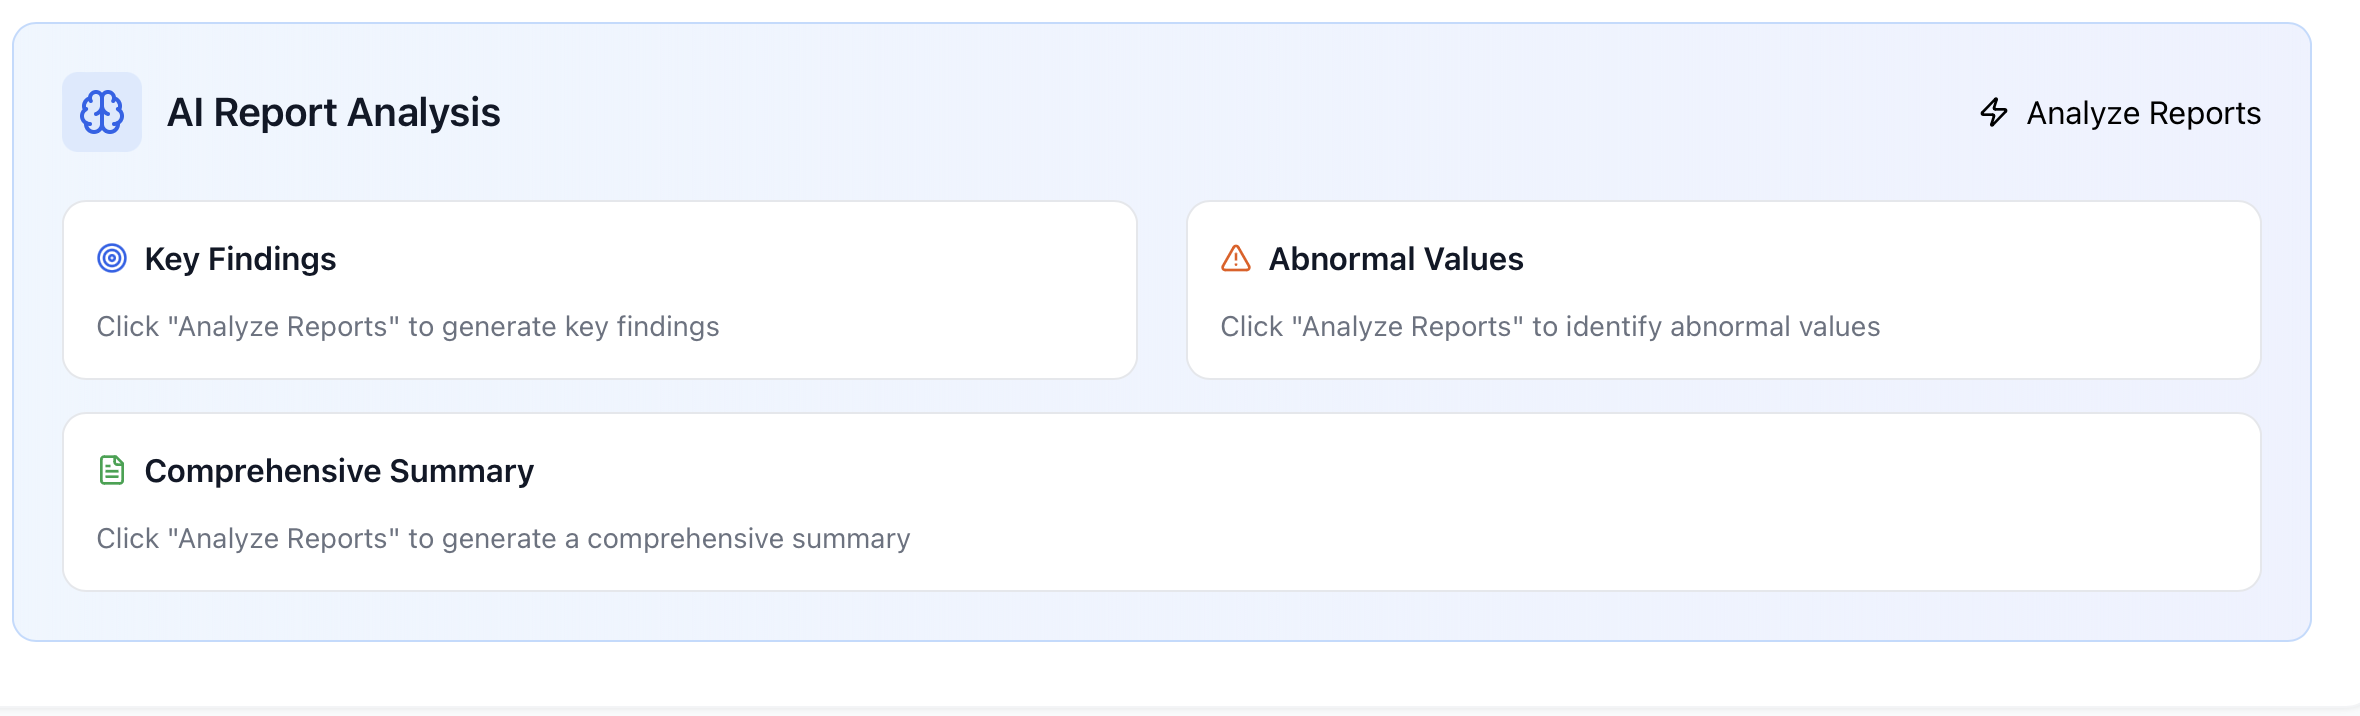 AI Report Analysis
Analyze Reports
Key Findings
Click "Analyze Reports" to generate key findings
Abnormal Values
Click "Analyze Reports" to identify abnormal values
Comprehensive Summary
Click "Analyze Reports" to generate a comprehensive summary